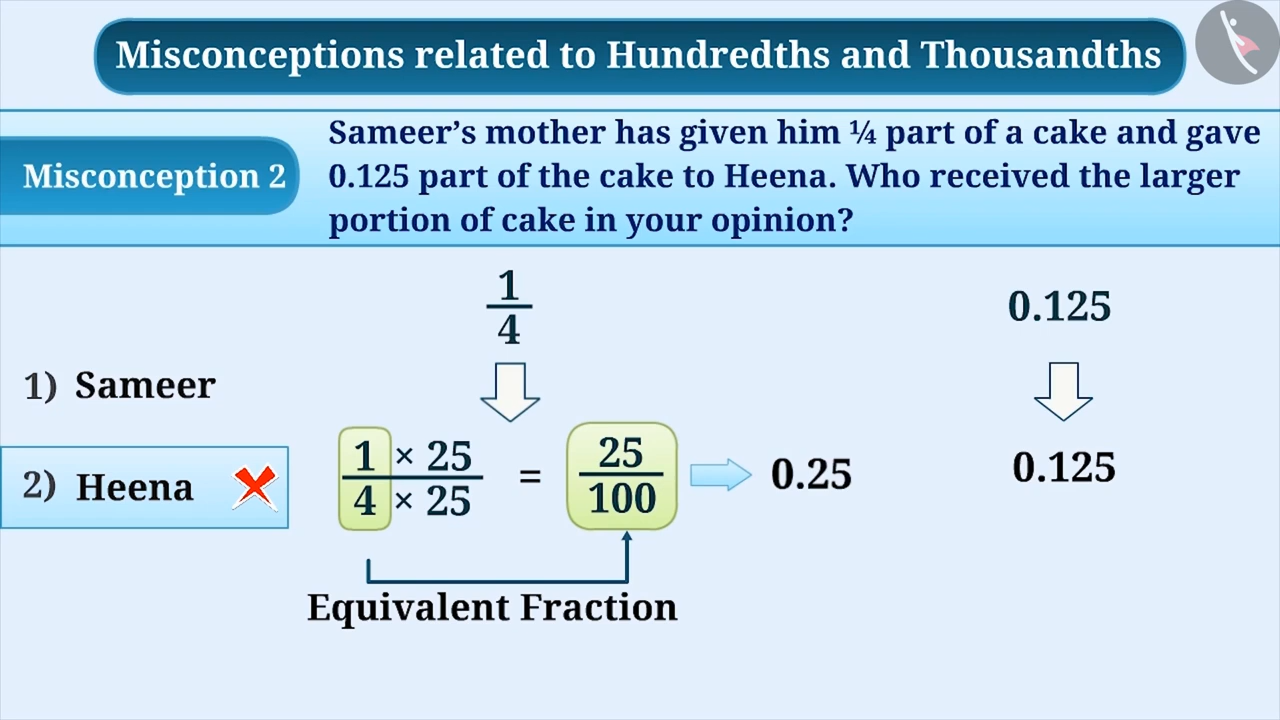 Misconceptions related to Hundredths and Thousandths
Misconception 2
Sameer’s mother has given him ¼ part of a cake and gave
0.125 part of the cake to Heena. Who received the larger
portion of cake in your opinion?
1
4
0.125
1) Sameer
2) Heena
1 × 25
4 × 25
=
25
100
0.25
0.125
Equivalent Fraction